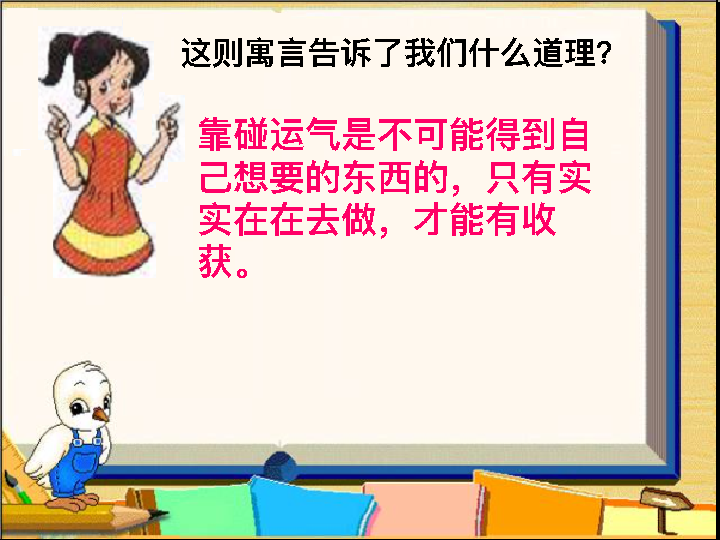 这则寓言告诉了我们什么道理？
靠碰运气是不可能得到自
己想要的东西的，只有实
实在在去做，才能有收
获。